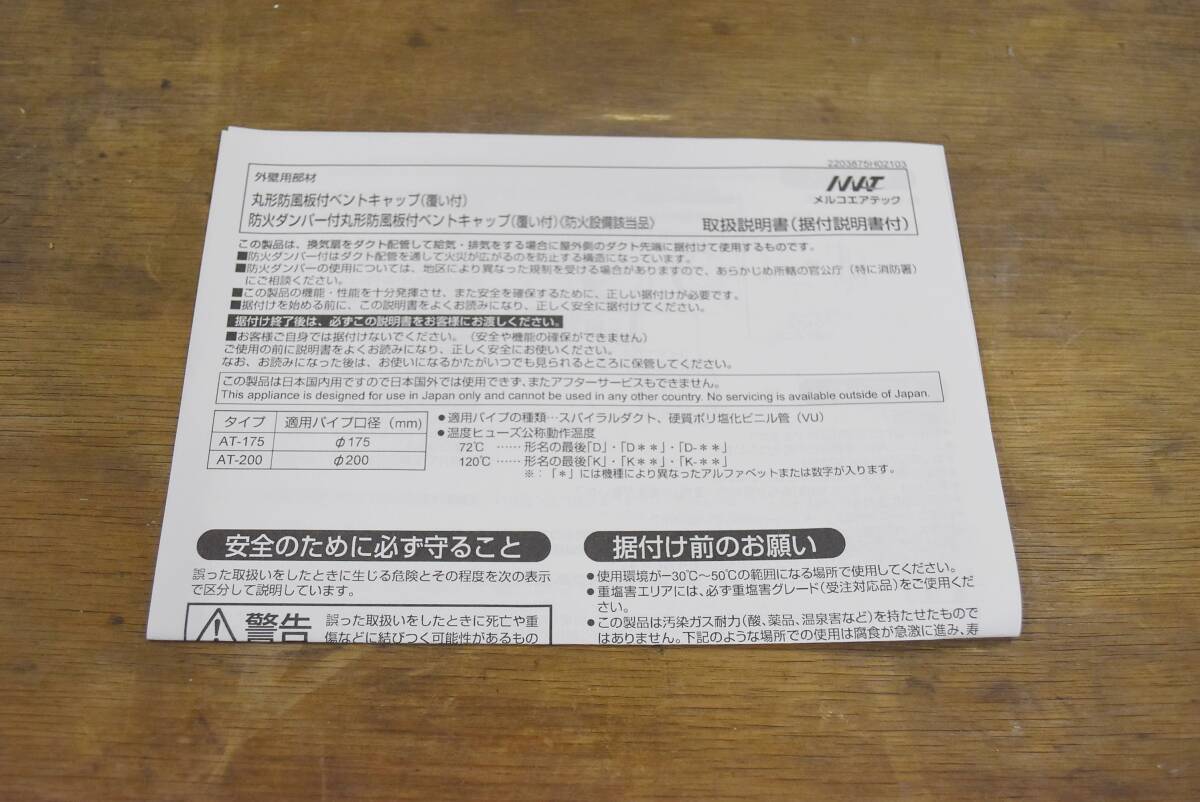 2203875H02103
外壁用部材
丸形防風板付ベントキャップ(覆い付)
防火ダンパー付丸形防風板付ベントキャップ(覆い付)〈防火設備該当品〉
MAT
メルコエアテック
取扱説明書(据付説明書付)
この製品は、換気扇をダクト配管して給気・排気をする場合に屋外側のダクト先端に据付けて使用するものです。
■防火ダンパー付はダクト配管を通して火災が広がるのを防止する構造になっています。
■防火ダンパーの使用については、地区により異なった規制を受ける場合がありますので、あらかじめ所轄の官公庁(特に消防署)
にご相談ください。
■この製品の機能・性能を十分発揮させ、また安全を確保するために、正しい据付けが必要です。
■据付けを始める前に、この説明書をよくお読みになり、正しく安全に据付けてください。
据付け終了後は、必ずこの説明書をお客様にお渡しください。
■お客様ご自身では据付けないでください。(安全や機能の確保ができません)
ご使用の前に説明書をよくお読みになり、正しく安全にお使いください。
なお、お読みになった後は、お使いになるかたがいつでも見られるところに保管してください。
この製品は日本国内用ですので日本国外では使用できず、またアフターサービスもできません。
This appliance is designed for use in Japan only and cannot be used in any other country. No servicing is available outside of Japan.
タイプ 適用パイプ口径(mm)
AT-175 φ175
AT-200 φ200
●適用パイプの種類…スパイラルダクト、硬質ポリ塩化ビニル管(VU)
●温度ヒューズ公称動作温度
72℃ ……形名の最後「D」・「D＊＊」・「D-＊＊」
120℃ ……形名の最後「K」・「K＊＊」・「K-＊＊」
※:「＊」には機種により異なったアルファベットまたは数字が入ります。
安全のために必ず守ること
誤った取扱いをしたときに生じる危険とその程度を次の表示
で区分して説明しています。
警告
誤った取扱いをしたときに死亡や重
傷などに結びつく可能性があるもの
据付け前のお願い
●使用環境が−30℃〜50℃の範囲になる場所で使用してください。
●重塩害エリアには、必ず重塩害グレード(受注対応品)をご使用くだ
さい。
●この製品は汚染ガス耐力(酸、薬品、温泉害など)を持たせたもので
はありません。下記のような場所での使用は腐食が急激に進み、寿